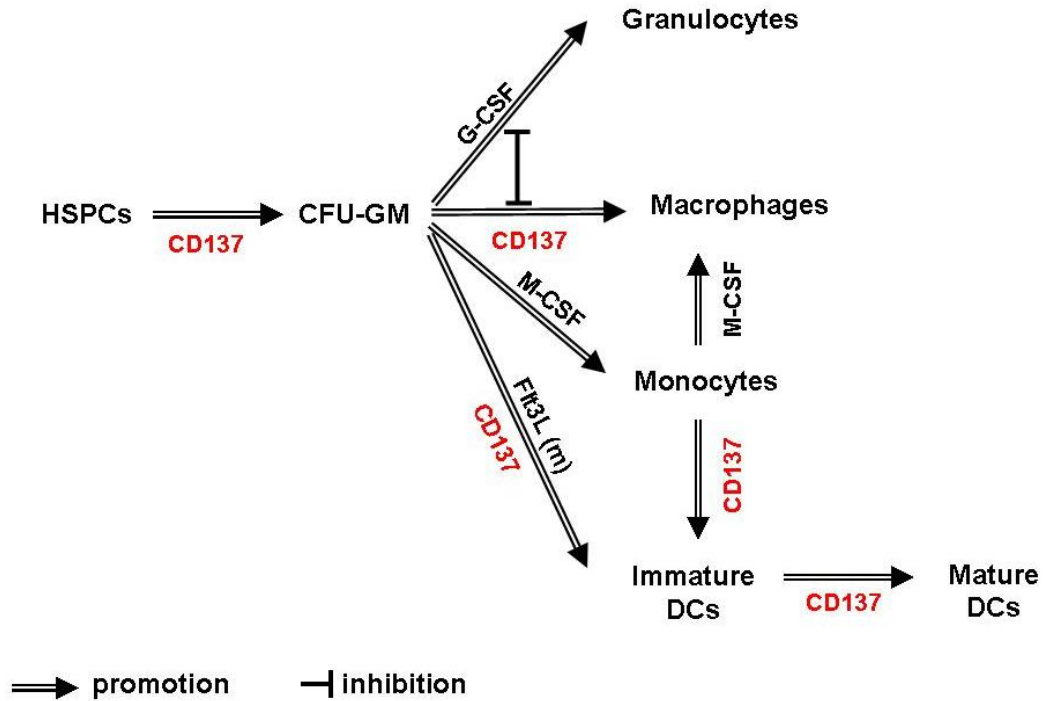 Granulocytes
G-CSF
HSPCs
CD137
CFU-GM
CD137
Macrophages
M-CSF
M-CSF
Monocytes
Flt3L (m)
CD137
CD137
Immature
DCs
CD137
Mature
DCs
promotion
inhibition